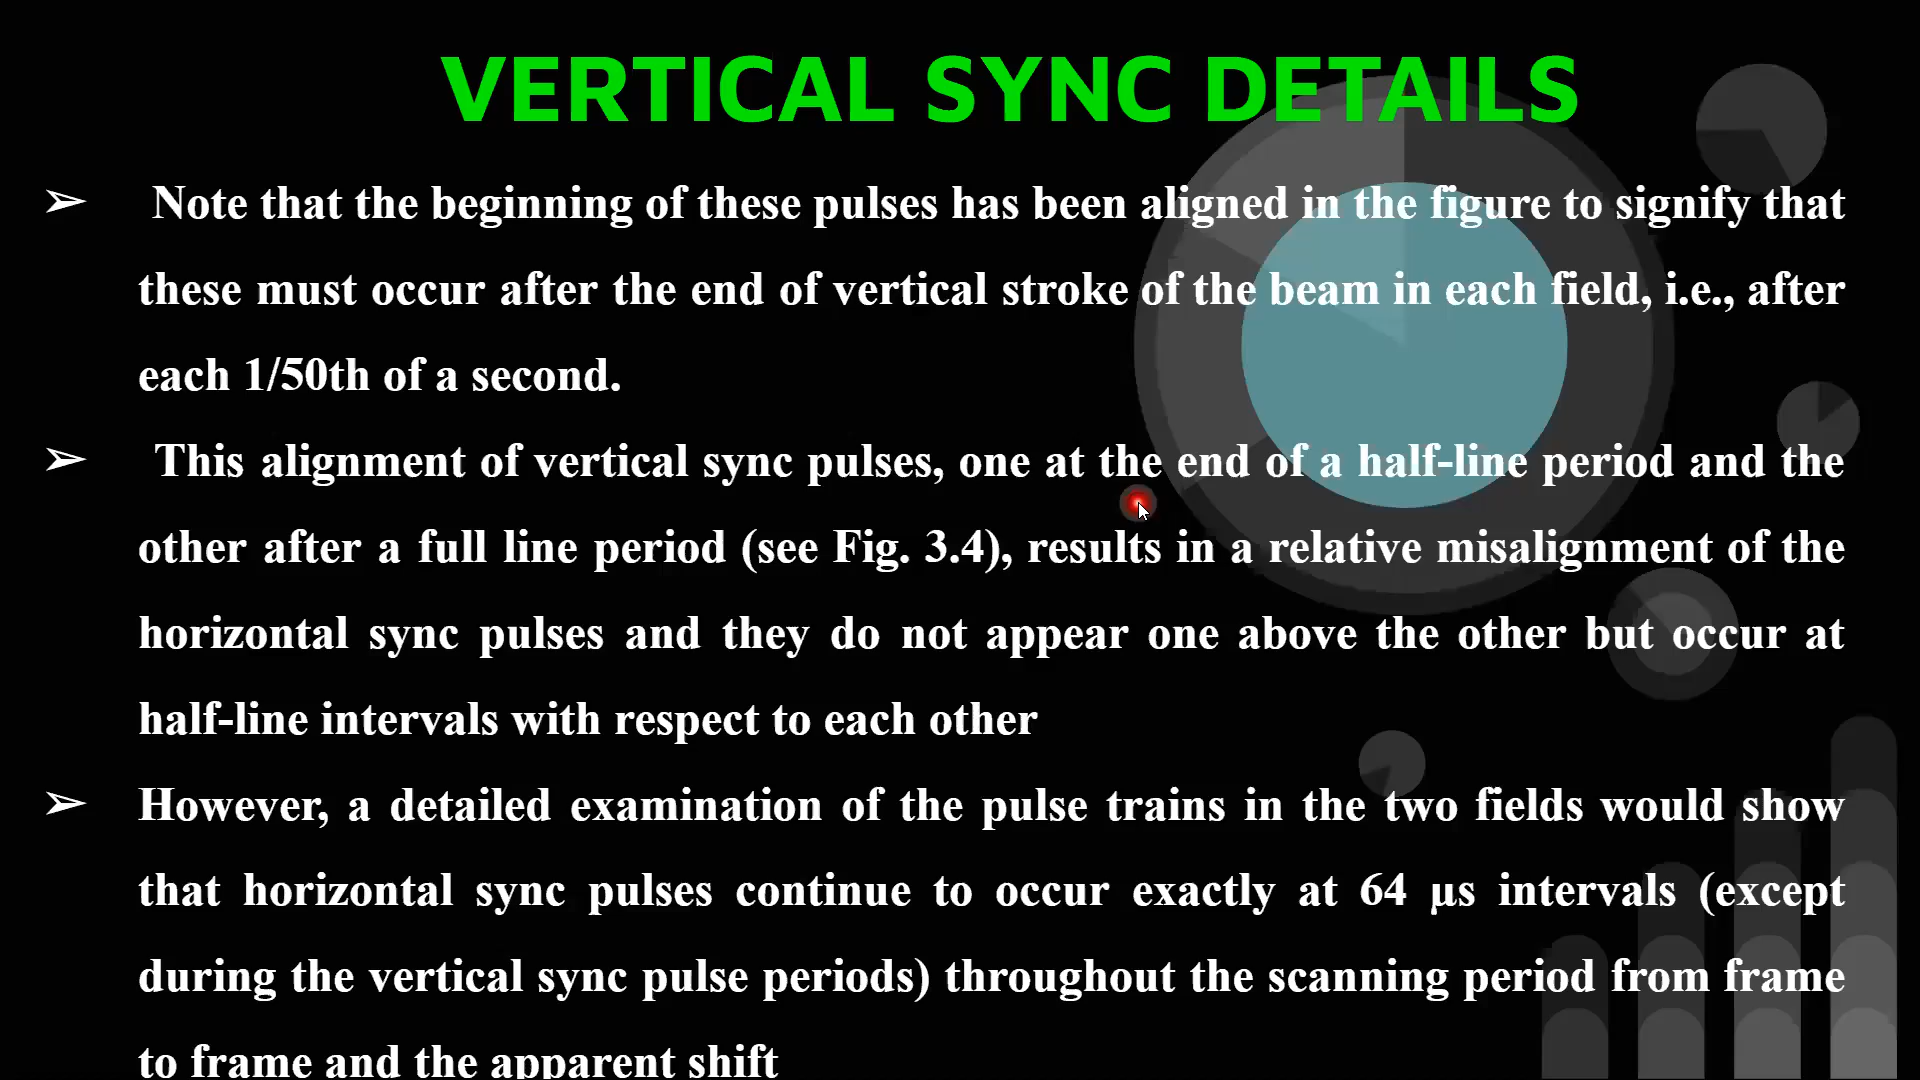 VERTICAL SYNC DETAILS
➢ Note that the beginning of these pulses has been aligned in the figure to signify that
these must occur after the end of vertical stroke of the beam in each field, i.e., after
each 1/50th of a second.
➢ This alignment of vertical sync pulses, one at the end of a half-line period and the
other after a full line period (see Fig. 3.4), results in a relative misalignment of the
horizontal sync pulses and they do not appear one above the other but occur at
half-line intervals with respect to each other
➢ However, a detailed examination of the pulse trains in the two fields would show
that horizontal sync pulses continue to occur exactly at 64 μs intervals (except
during the vertical sync pulse periods) throughout the scanning period from frame
to frame and the apparent shift